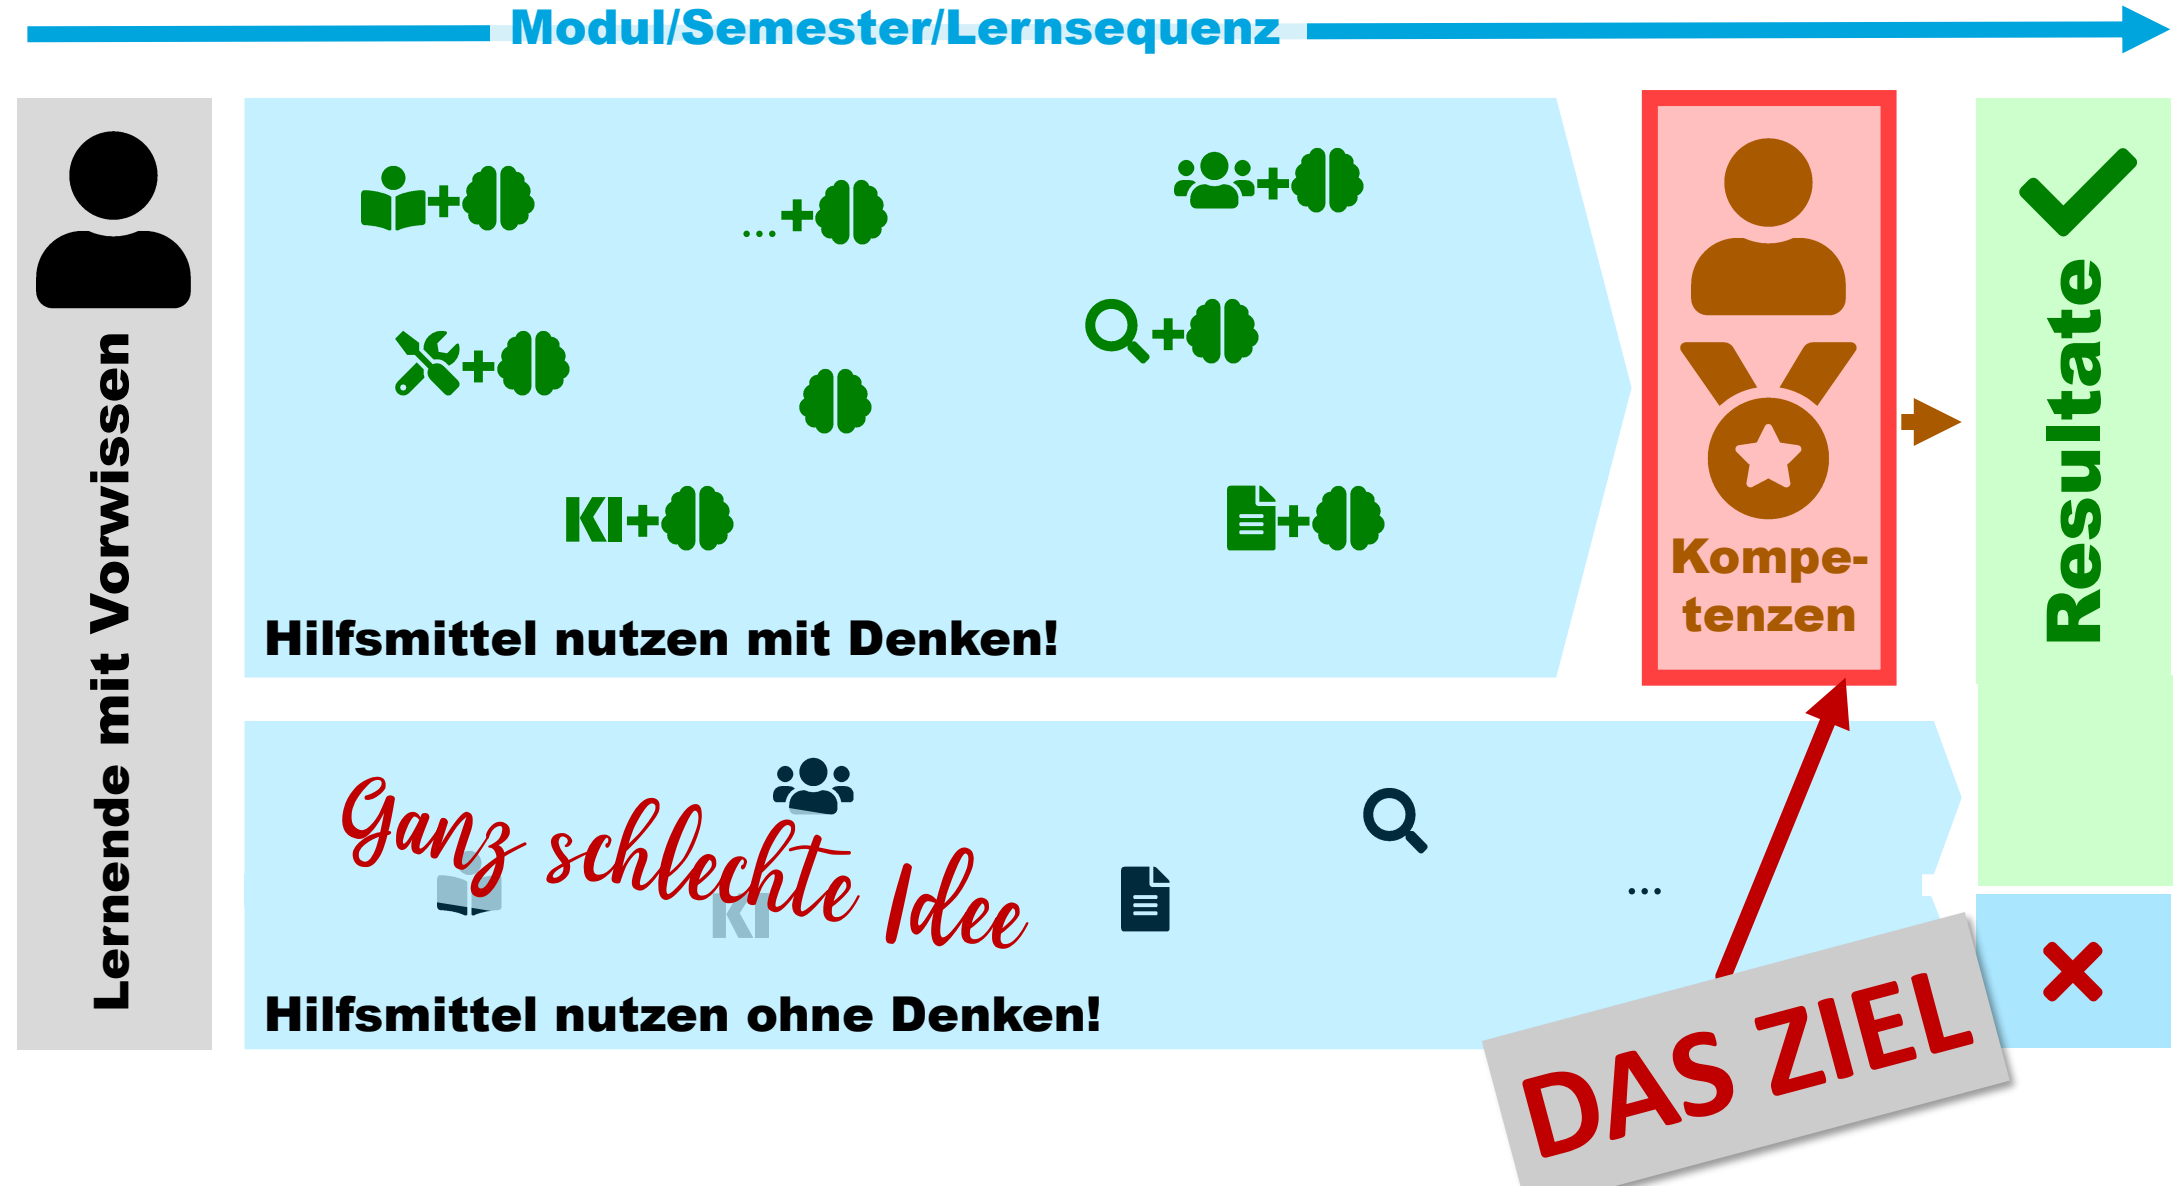 Modul/Semester/Lernsequenz
Lernende mit Vorwissen
...+
KI+
Hilfsmittel nutzen mit Denken!
Kompe-
tenzen
Resultate
Ganz schlechte Idee
KI
...
Hilfsmittel nutzen ohne Denken!
DAS ZIEL